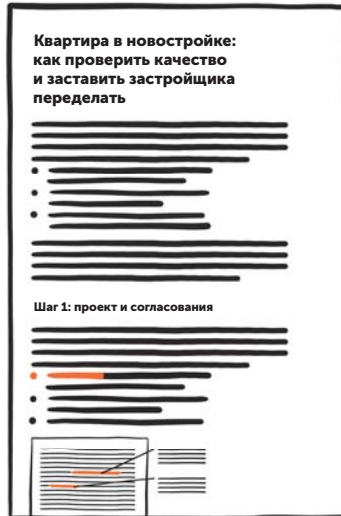 Квартира в новостройке:
как проверить качество
и заставить застройщика
переделать
Шаг 1: проект и согласования